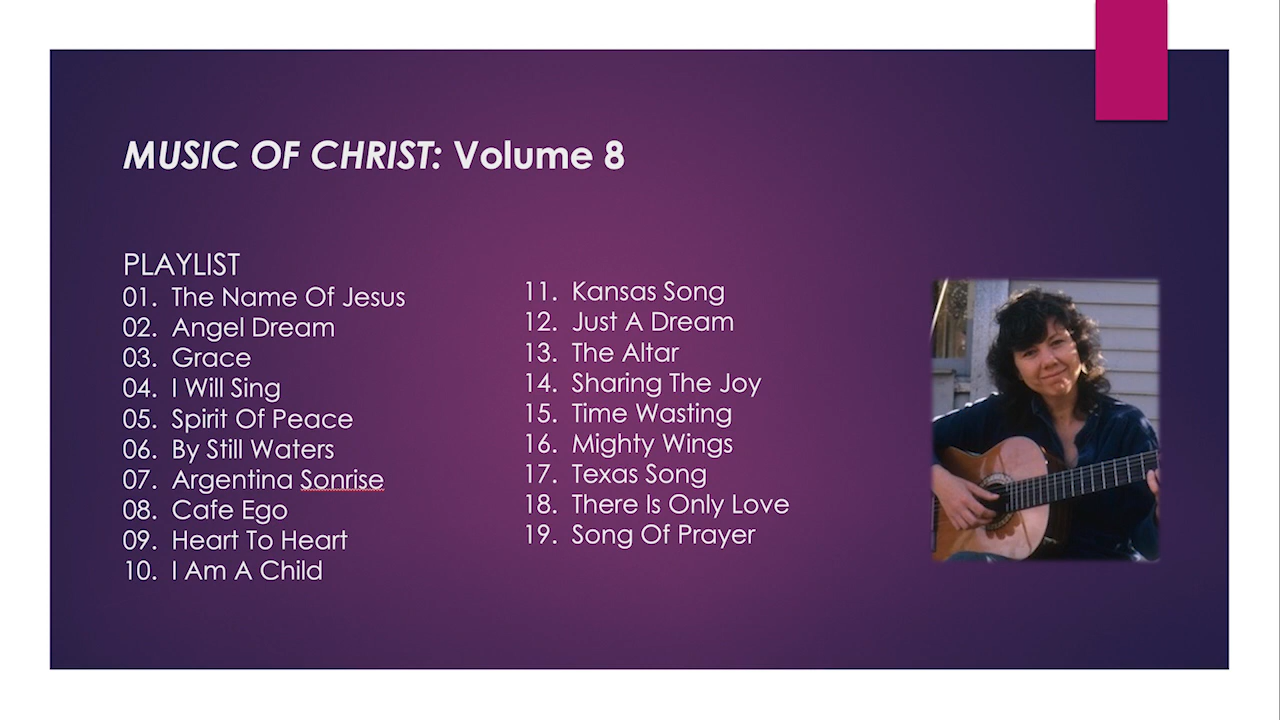 MUSIC OF CHRIST: Volume 8
PLAYLIST
01. The Name Of Jesus
02. Angel Dream
03. Grace
04. I Will Sing
05. Spirit Of Peace
06. By Still Waters
07. Argentina Sonrise
08. Cafe Ego
09. Heart To Heart
10. I Am A Child
11. Kansas Song
12. Just A Dream
13. The Altar
14. Sharing The Joy
15. Time Wasting
16. Mighty Wings
17. Texas Song
18. There Is Only Love
19. Song Of Prayer